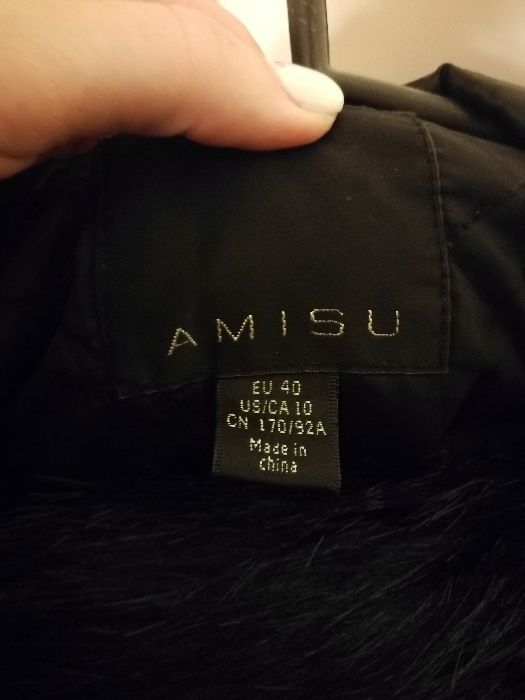 AMISU
EU 40
US/CA 10
CN 170/92A
Made in
china